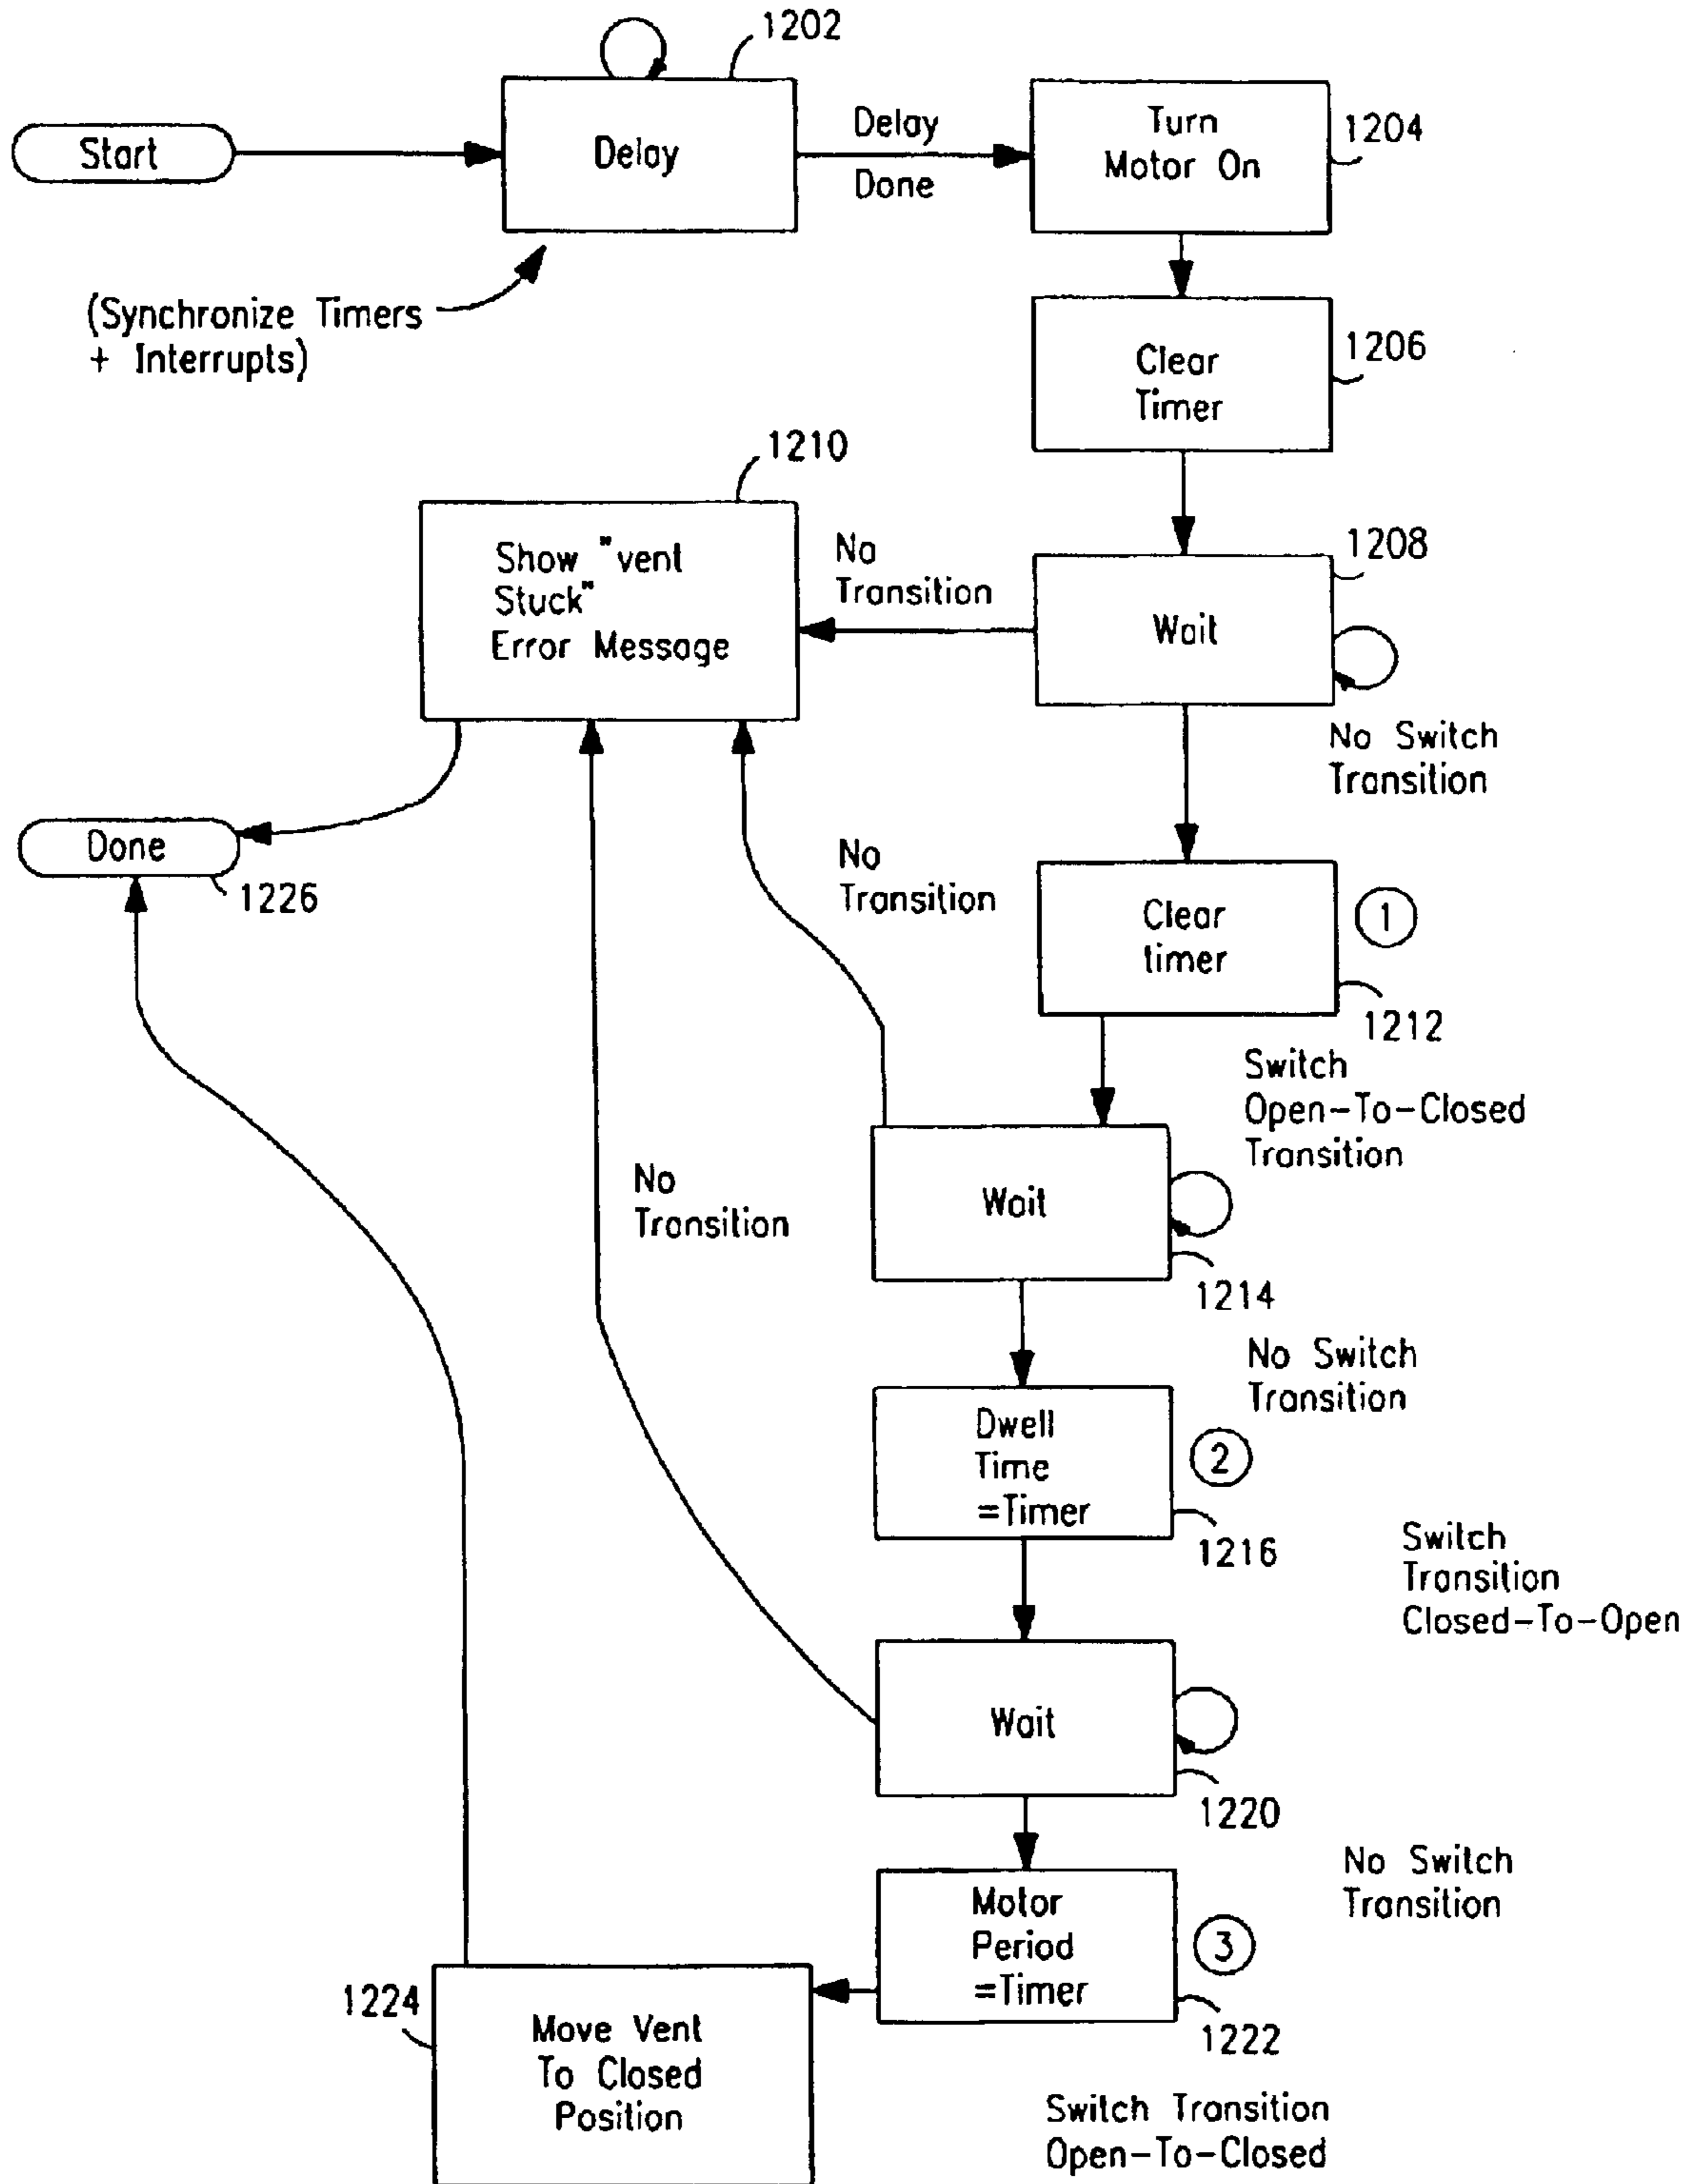 1202
Start
Delay
Delay
Done
Turn
Motor On
1204
(Synchronize Timers
+ Interrupts)
Clear
Timer
1206
1210
Show "vent
Stuck"
Error Message
No
Transition
Wait
1208
No Switch
Transition
Done
1226
No
Transition
Clear
timer
1
1212
Switch
Open-To-Closed
Transition
No
Transition
Wait
1214
No Switch
Transition
Dwell
Time
=Timer
2
1216
Switch
Transition
Closed-To-Open
Wait
1220
No Switch
Transition
Motor
Period
=Timer
3
1222
1224
Move Vent
To Closed
Position
Switch Transition
Open-To-Closed